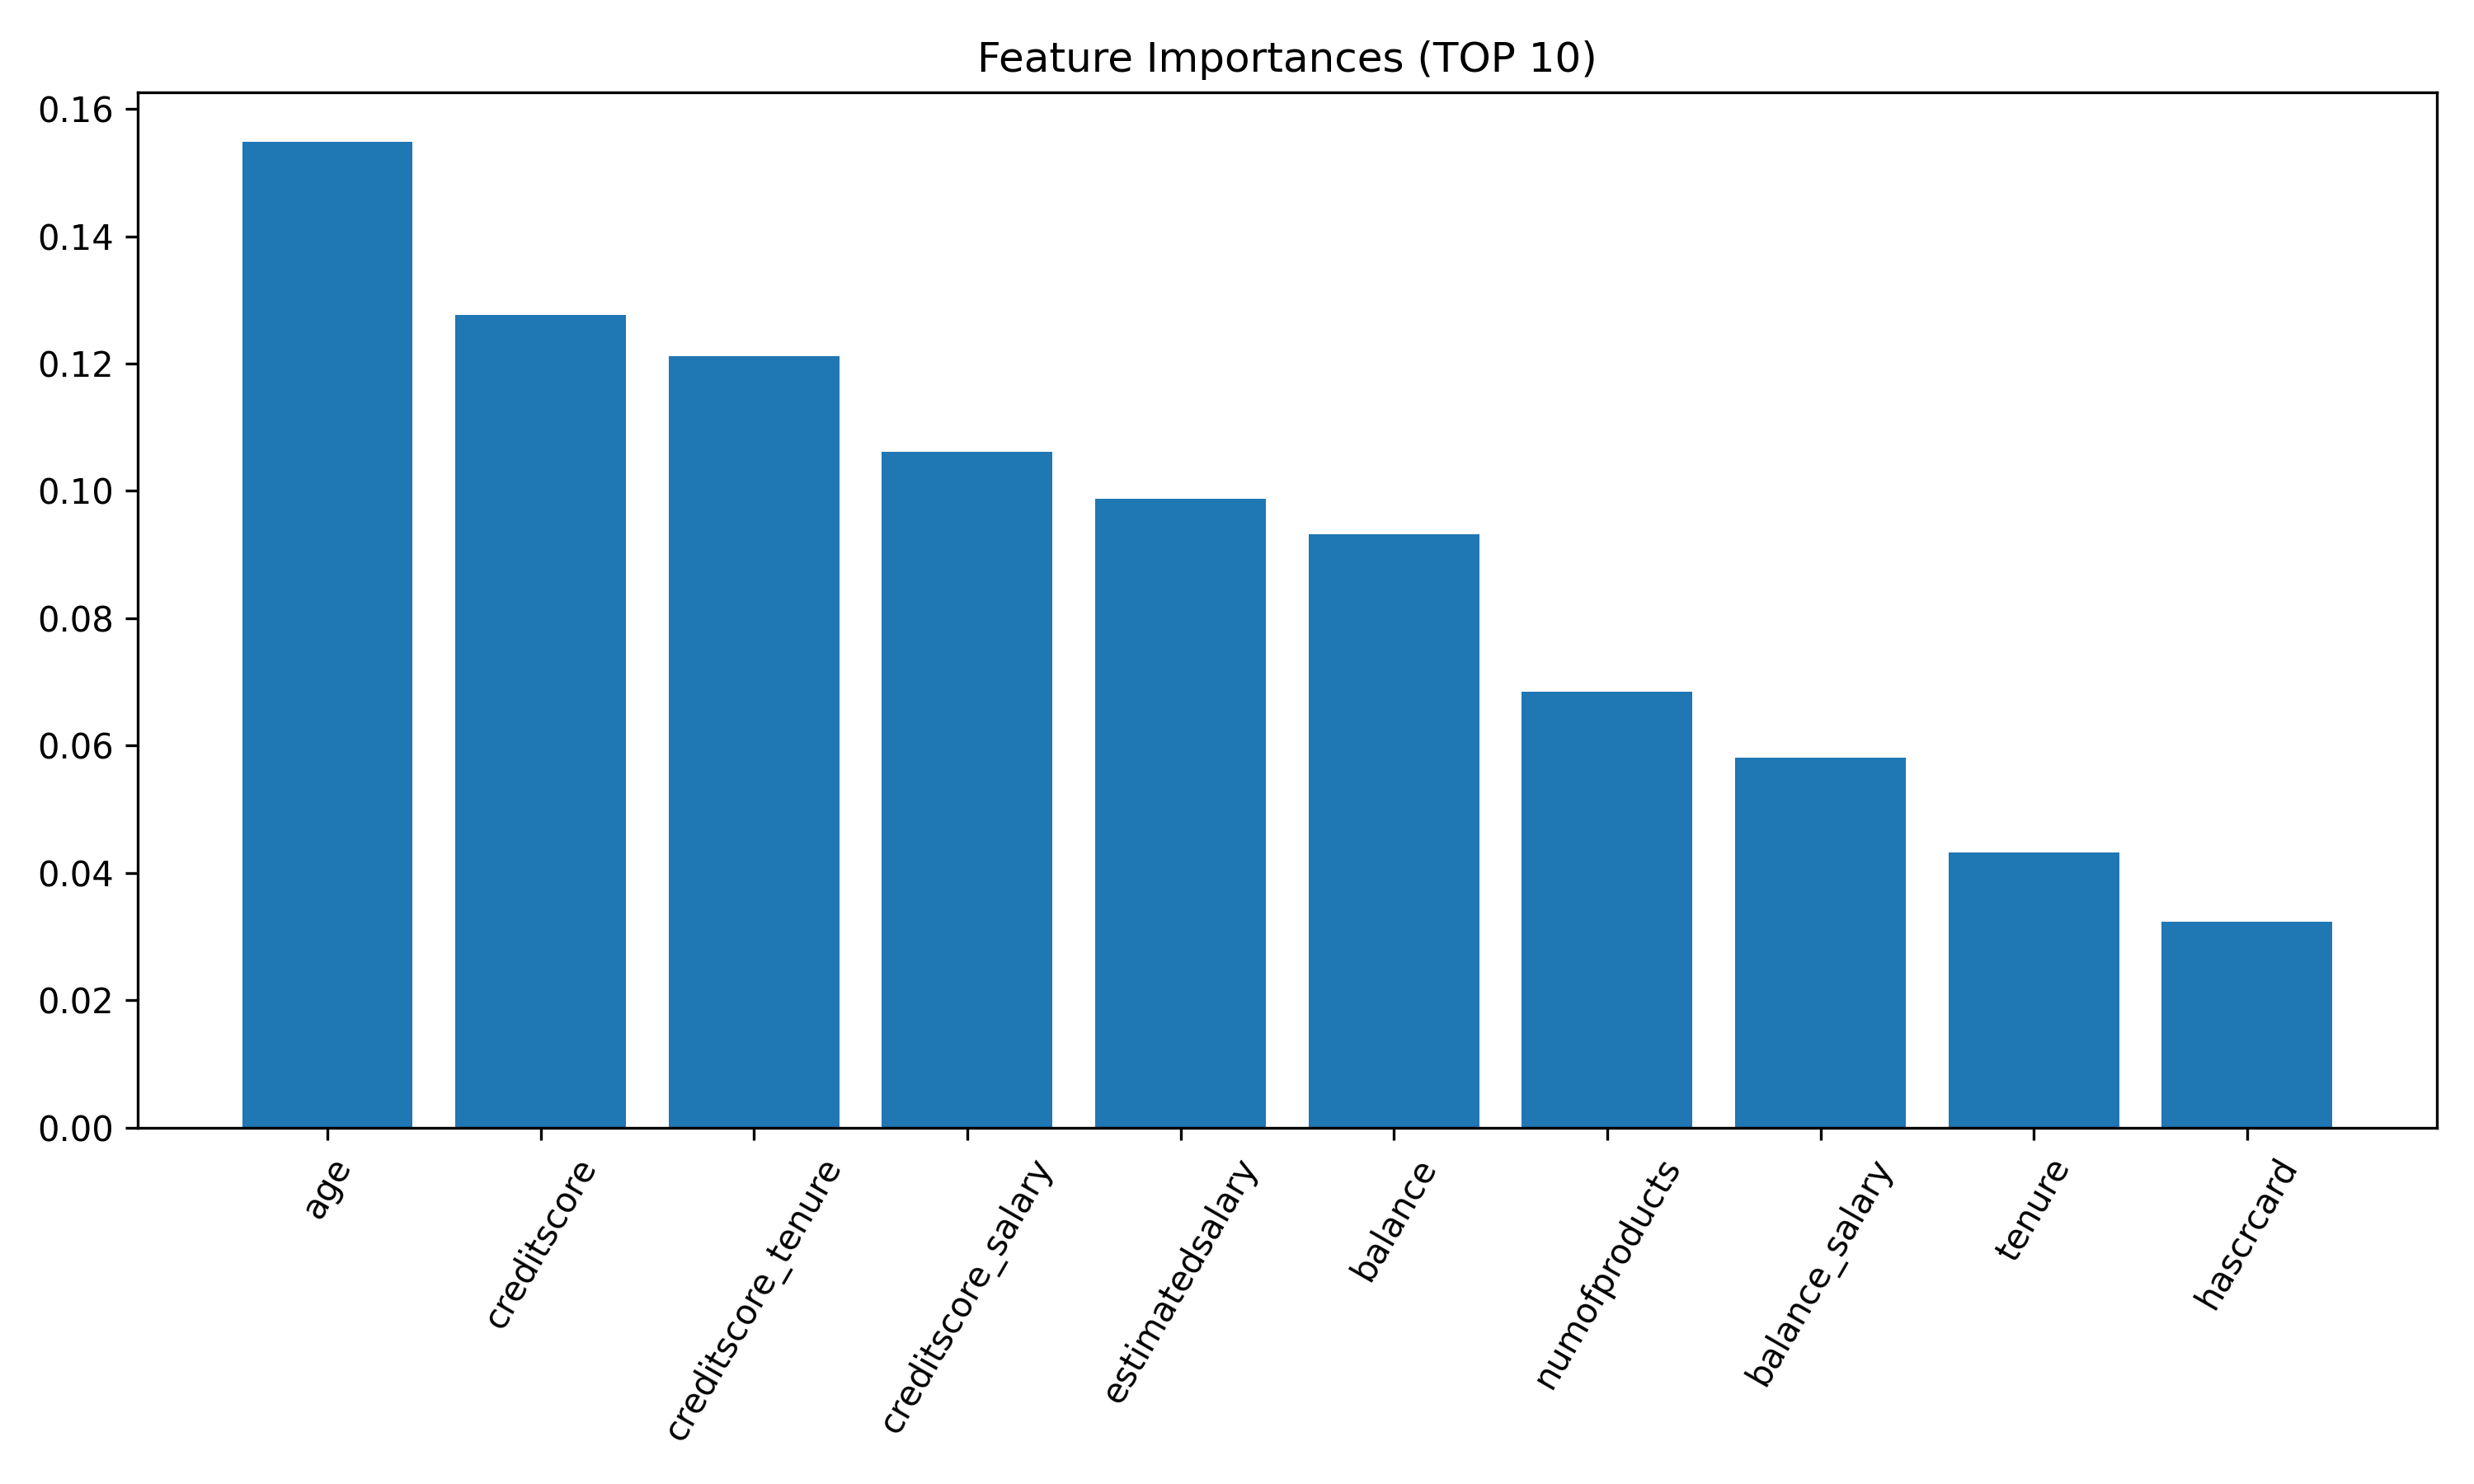 Feature Importances (TOP 10)
0.16
0.14
0.12
0.10
0.08
0.06
0.04
0.02
0.00
age
creditscore
creditscore_tenure
creditscore_salary
estimatedsalary
balance
numofproducts
balance_salary
tenure
hascrcard